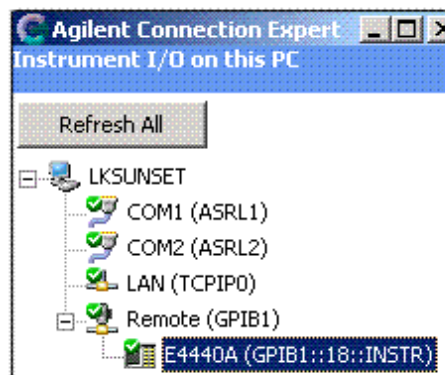 Agilent Connection Expert
Instrument I/O on this PC
Refresh All
LKSUNSET
COM1 (ASRL1)
COM2 (ASRL2)
LAN (TCPIP0)
Remote (GPIB1)
E4440A (GPIB1::18::INSTR)